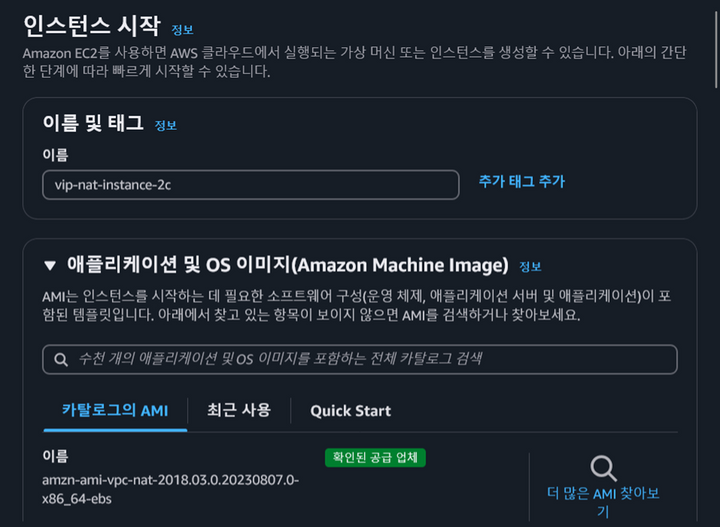 인스턴스 시작 정보
Amazon EC2를 사용하면 AWS 클라우드에서 실행되는 가상 머신 또는 인스턴스를 생성할 수 있습니다. 아래의 간단
한 단계에 따라 빠르게 시작할 수 있습니다.
이름 및 태그 정보
이름
vip-nat-instance-2c
추가 태그 추가
▼ 애플리케이션 및 OS 이미지(Amazon Machine Image) 정보
AMI는 인스턴스를 시작하는 데 필요한 소프트웨어 구성(운영 체제, 애플리케이션 서버 및 애플리케이션)이 포
함된 템플릿입니다. 아래에서 찾고 있는 항목이 보이지 않으면 AMI를 검색하거나 찾아보세요.
수천 개의 애플리케이션 및 OS 이미지를 포함하는 전체 카탈로그 검색
카탈로그의 AMI
최근 사용
Quick Start
이름
amzn-ami-vpc-nat-2018.03.0.20230807.0-
x86_64-ebs
확인된 공급 업체
더 많은 AMI 찾아보
기